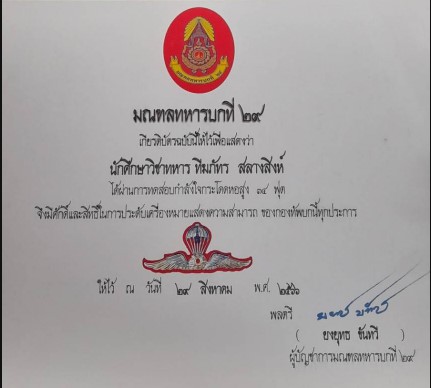 มณฑลทหารบกที่ ๒๙
เกียรติบัตรฉบับนี้ให้ไว้เพื่อแสดงว่า
นักศึกษาวิชาทหาร ทีมภัทร สลางสิงห์
ได้ผ่านการทดสอบกำลังใจกระโดดหอสูง ๓๔ ฟุต
จึงมีศักดิ์และสิทธิ์ในการประดับเครื่องหมายแสดงความสามารถ ของกองทัพบกนี้ทุกประการ
ให้ไว้ ณ วันที่ ๒๙ สิงหาคม พ.ศ. ๒๕๖๖
พลตรี
( ยงยุทธ ขันทวี )
ผู้บัญชาการมณฑลทหารบกที่ ๒๙